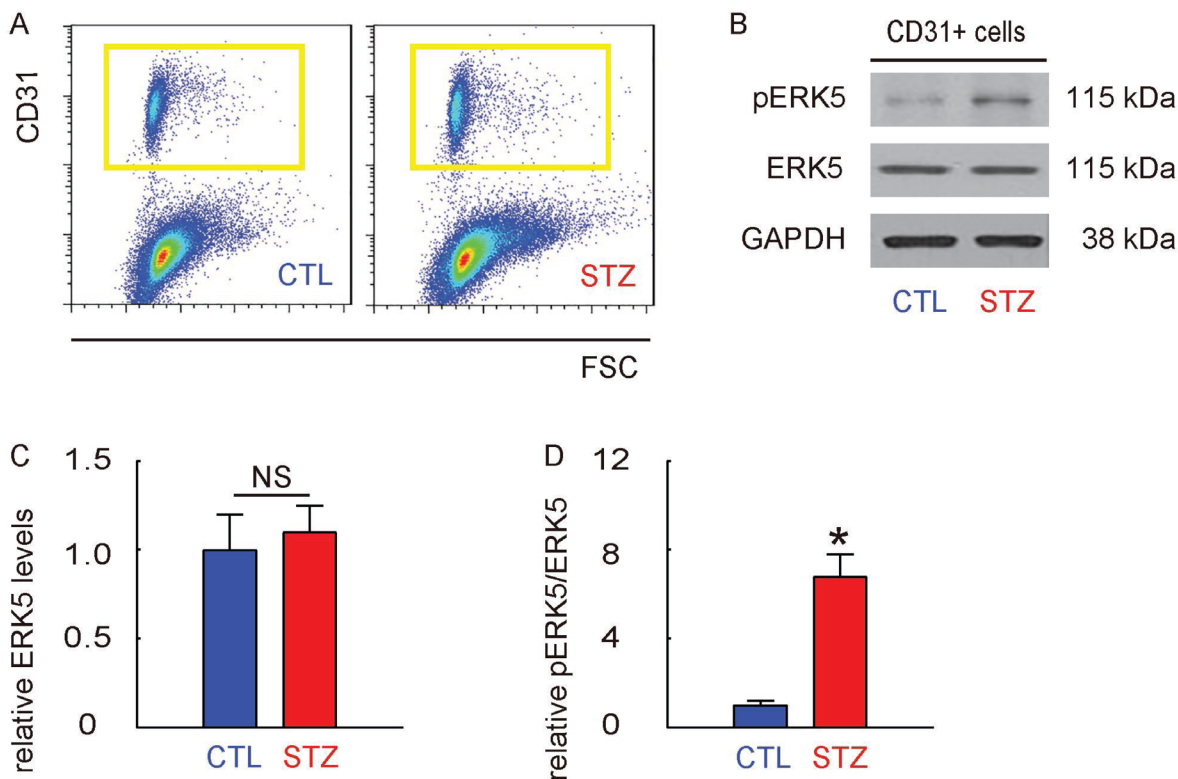 A
CD31
CTL
STZ
FSC
B
CD31+ cells
pERK5
115 kDa
ERK5
115 kDa
GAPDH
38 kDa
CTL
STZ
C
relative ERK5 levels
1.5
1.0
0.5
0
NS
CTL
STZ
D
relative pERK5/ERK5
12
8
4
0
*
CTL
STZ